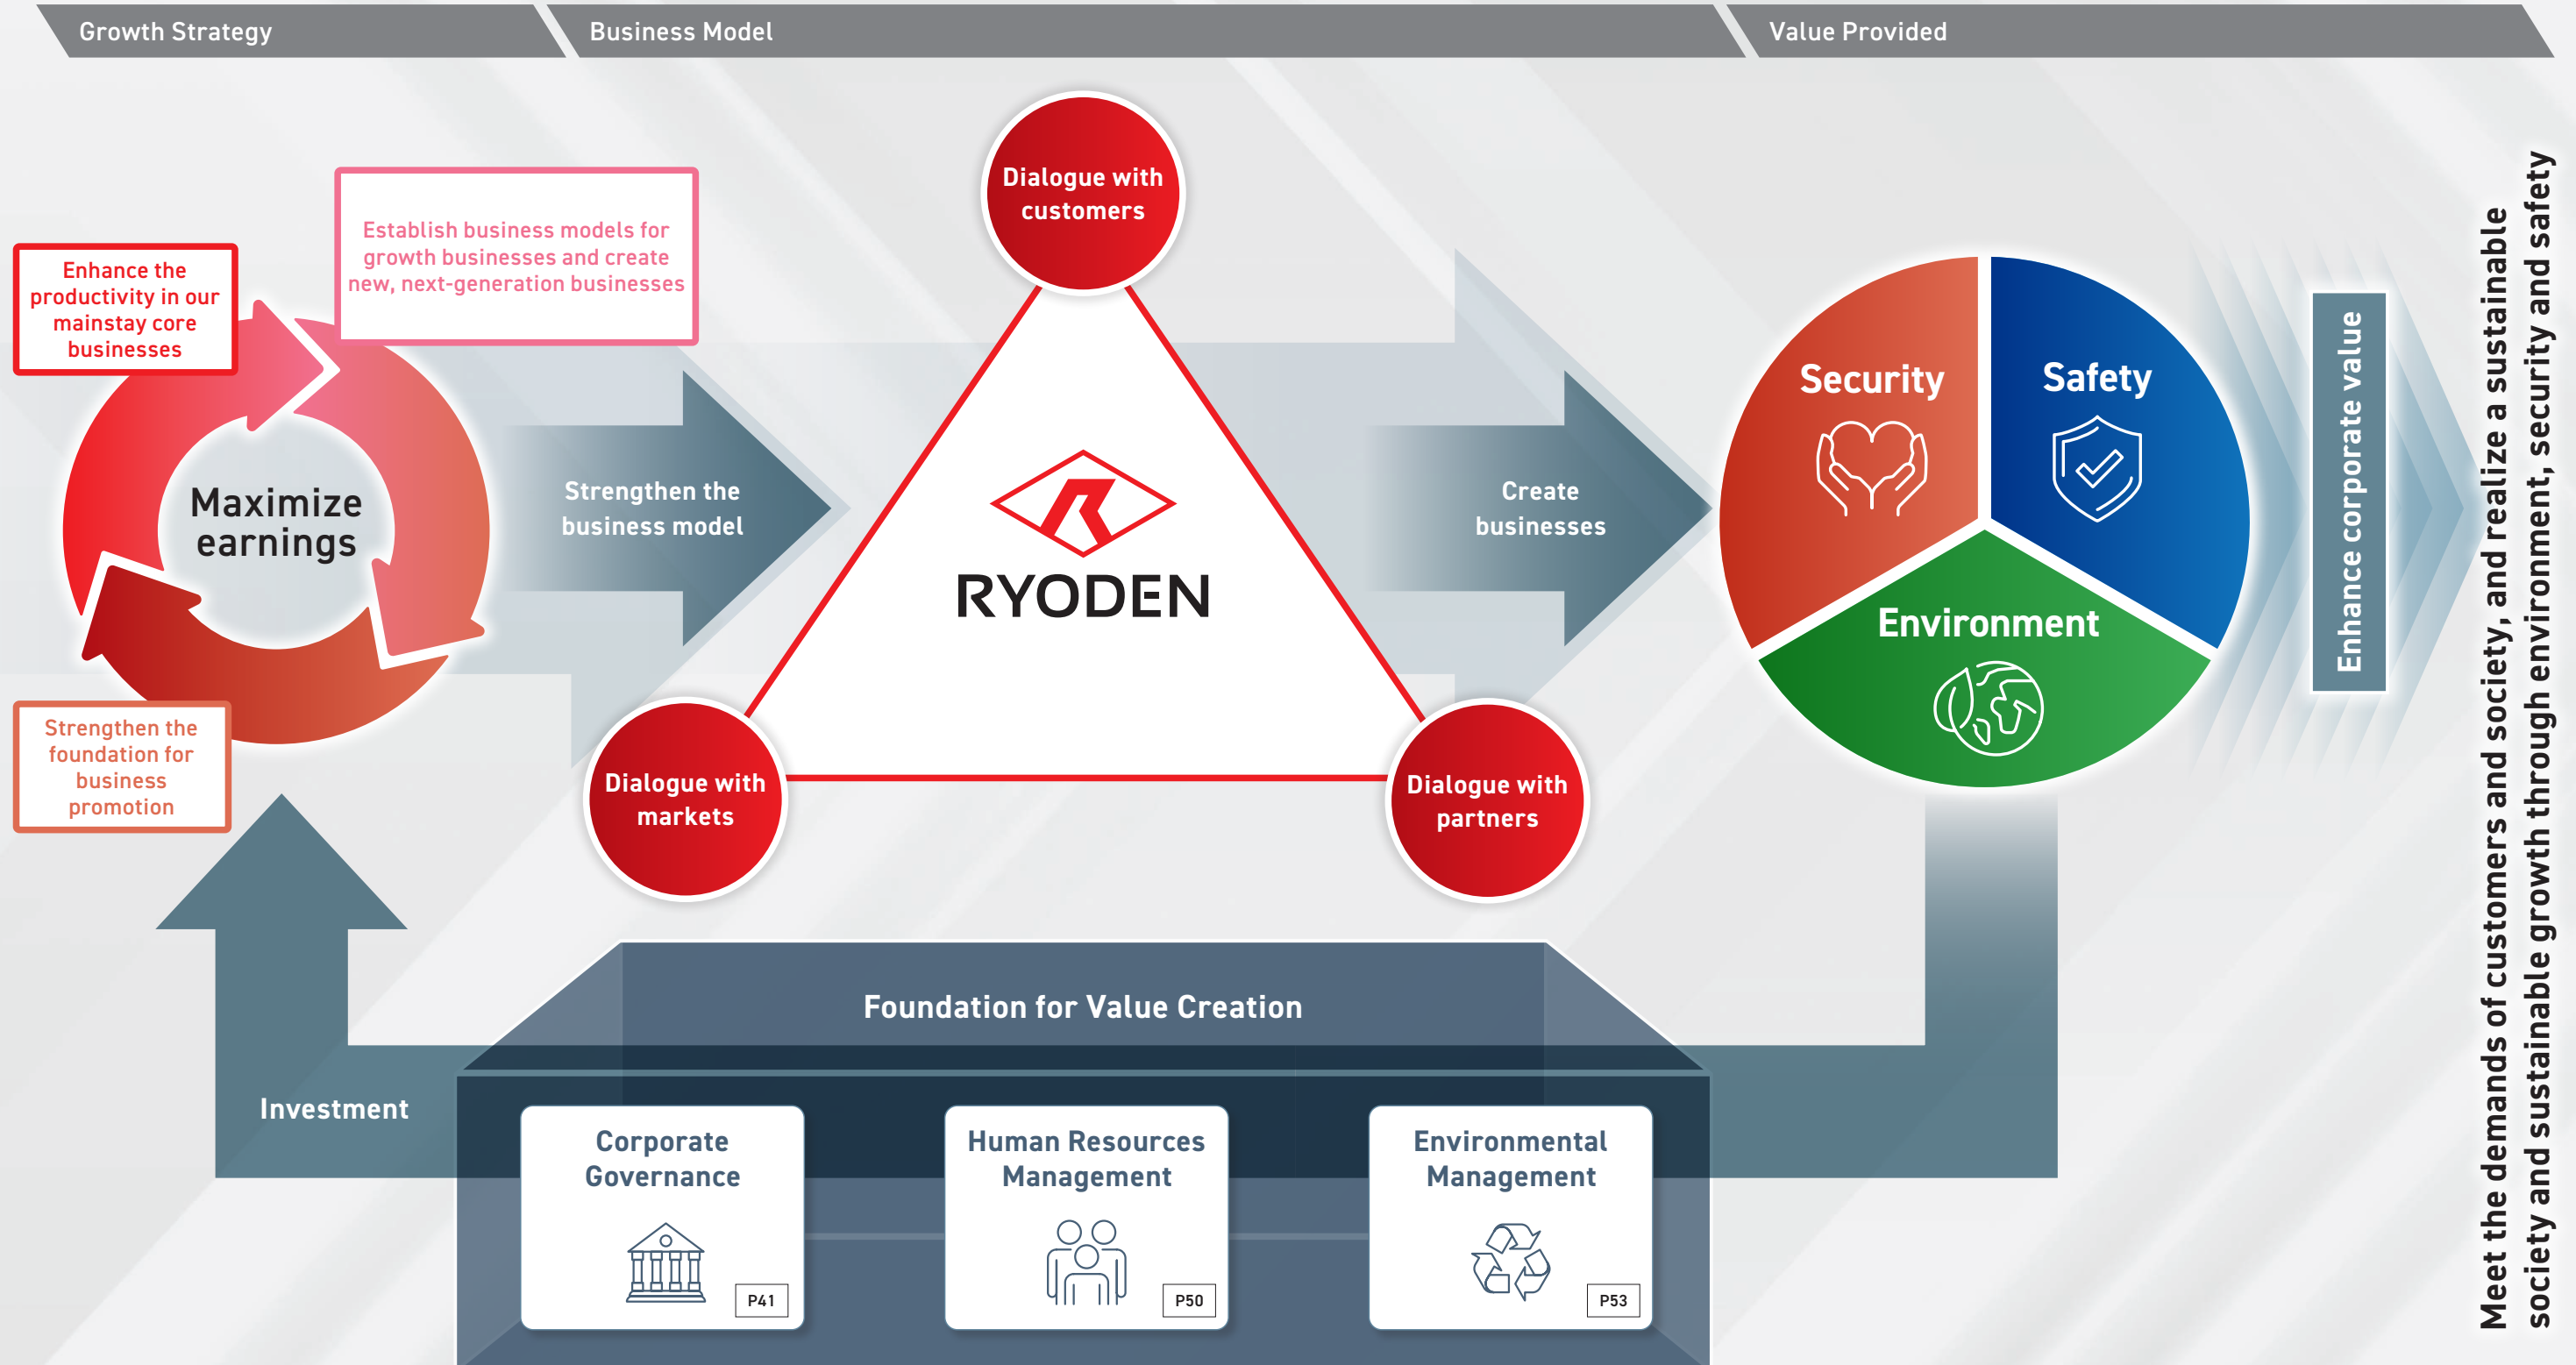 Growth Strategy
Business Model
Value Provided
Enhance the
productivity in our
mainstay core
businesses
Establish business models for
growth businesses and create
new, next-generation businesses
Maximize
earnings
Strengthen the
foundation for
business
promotion
Strengthen the
business model
Dialogue with
customers
RYODEN
Dialogue with
markets
Dialogue with
partners
Create
businesses
Security
Safety
Environment
Enhance corporate value
Meet the demands of customers and society, and realize a sustainable
society and sustainable growth through environment, security and safety
Investment
Foundation for Value Creation
Corporate
Governance
P41
Human Resources
Management
P50
Environmental
Management
P53